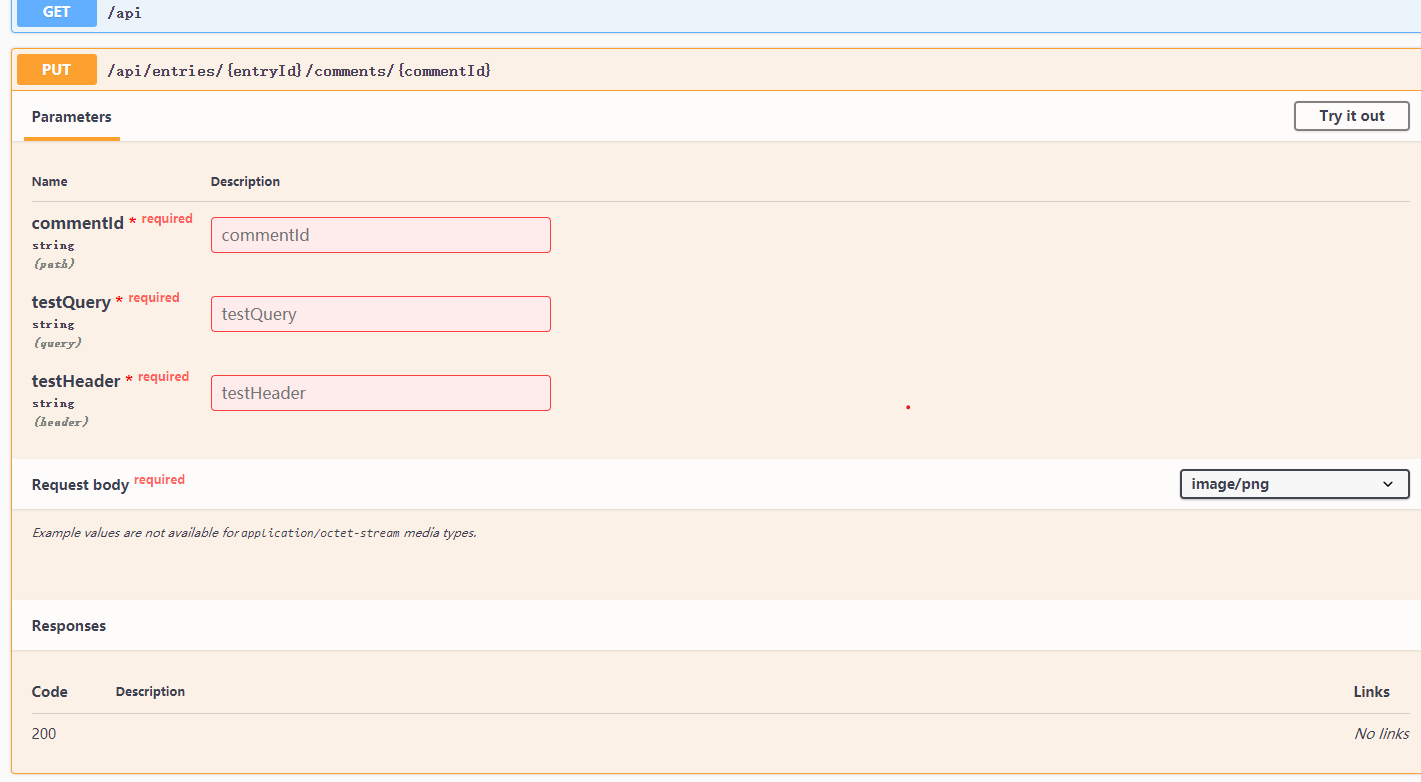 GET /api
PUT /api/entries/{entryId}/comments/{commentId}
Parameters Try it out
Name Description
commentId * required commentId
string
(path)
testQuery * required testQuery
string
(query)
testHeader * required testHeader
string
(header)
Request body required image/png
Example values are not available for application/octet-stream media types.
Responses
Code Description Links
200 No links